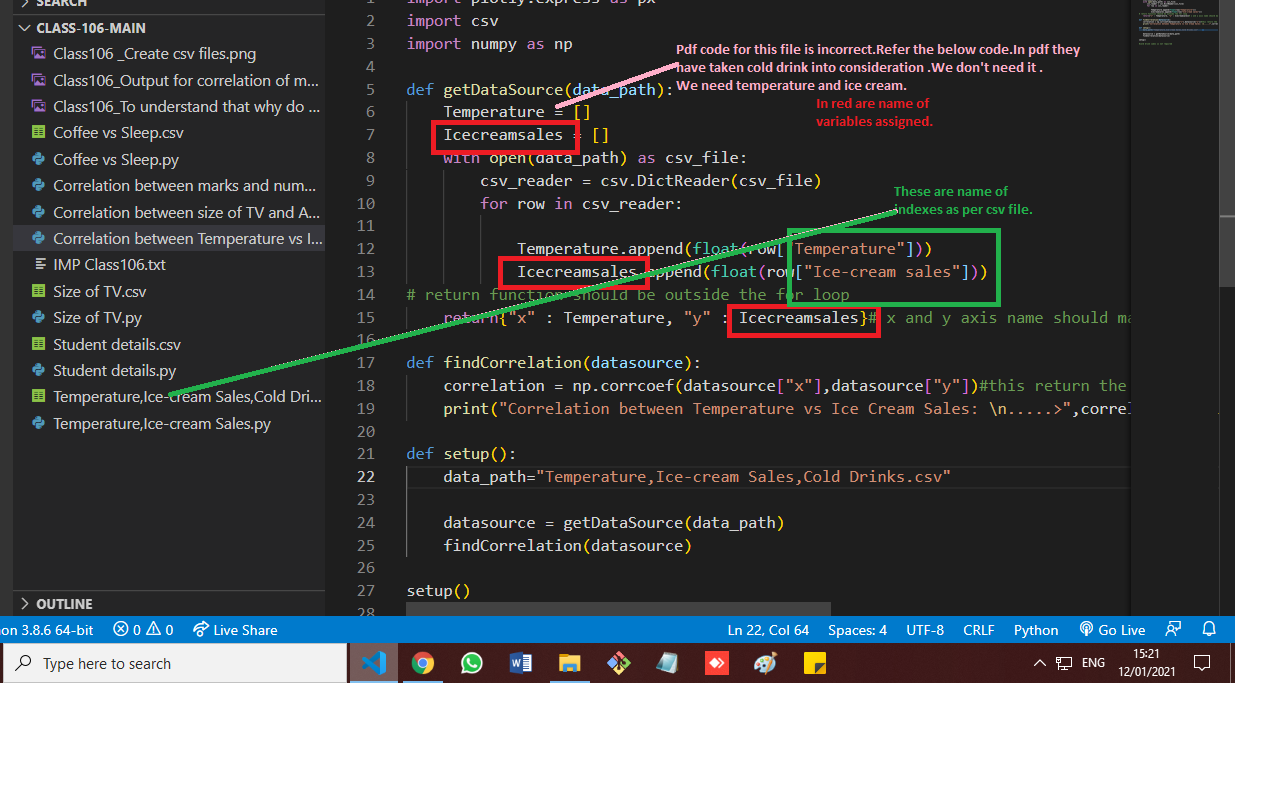 SEARCH
CLASS-106-MAIN
Class106 _Create csv files.png
Class106_Output for correlation of m...
Class106_To understand that why do ...
Coffee vs Sleep.csv
Coffee vs Sleep.py
Correlation between marks and num...
Correlation between size of TV and A...
Correlation between Temperature vs I...
IMP Class106.txt
Size of TV.csv
Size of TV.py
Student details.csv
Student details.py
Temperature,Ice-cream Sales,Cold Dri...
Temperature,Ice-cream Sales.py
OUTLINE
1 import plotly.express as px
2 import csv
3 import numpy as np
4
5 def getDataSource(data_path):
6 Temperature = []
7 Icecreamsales = []
8 with open(data_path) as csv_file:
9 csv_reader = csv.DictReader(csv_file)
10 for row in csv_reader:
11
12 Temperature.append(float(row["Temperature"]))
13 Icecreamsales.append(float(row["Ice-cream sales"]))
14 # return function should be outside the for loop
15 return{"x" : Temperature, "y" : Icecreamsales}# x and y axis name should ma
16
17 def findCorrelation(datasource):
18 correlation = np.corrcoef(datasource["x"],datasource["y"])#this return the
19 print("Correlation between Temperature vs Ice Cream Sales: \n.....>",corre
20
21 def setup():
22 data_path="Temperature,Ice-cream Sales,Cold Drinks.csv"
23
24 datasource = getDataSource(data_path)
25 findCorrelation(datasource)
26
27 setup()
28
Pdf code for this file is incorrect.Refer the below code.In pdf they
have taken cold drink into consideration .We don't need it .
We need temperature and ice cream.
In red are name of
variables assigned.
These are name of
indexes as per csv file.
on 3.8.6 64-bit 0 0 Live Share Ln 22, Col 64 Spaces: 4 UTF-8 CRLF Python Go Live
Type here to search
ENG
15:21
12/01/2021